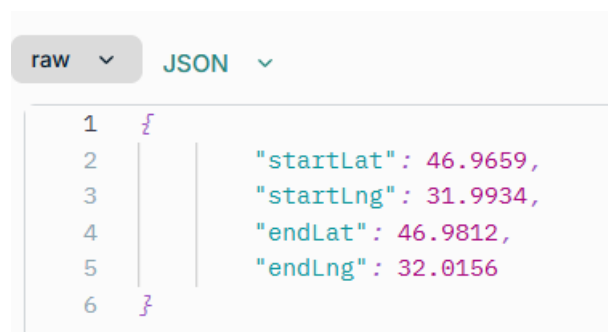 raw JSON
1 {
2 "startLat": 46.9659,
3 "startLng": 31.9934,
4 "endLat": 46.9812,
5 "endLng": 32.0156
6 }